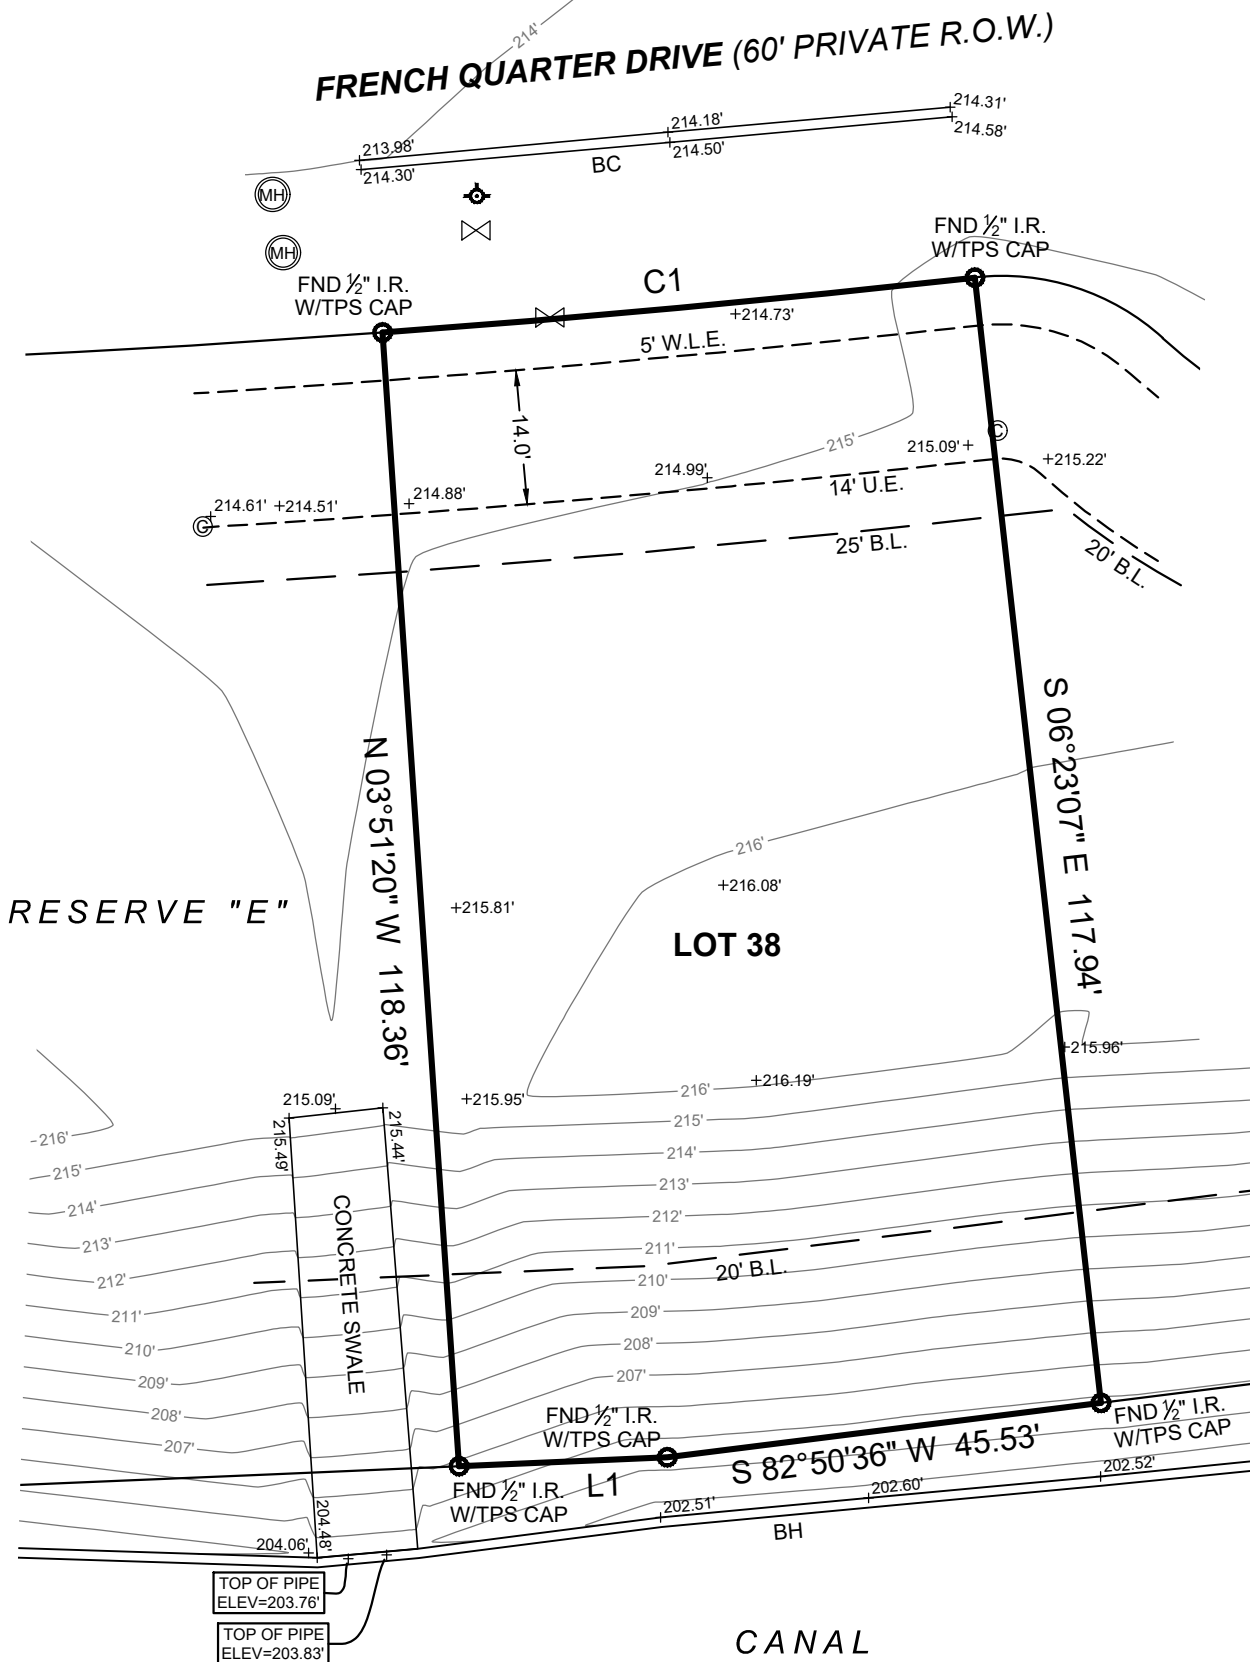 214'
FRENCH QUARTER DRIVE (60' PRIVATE R.O.W.)
214.31'
214.18'
213.98'
214.58'
214.50'
214.30'
BC
MH
MH
FND ½" I.R.
W/TPS CAP
FND ½" I.R.
W/TPS CAP
C1
+214.73'
5' W.L.E.
14.0'
215'
215.09'
C
+215.22'
214.99'
14' U.E.
214.88'
214.61'
+214.51'
C
25' B.L.
20' B.L.
N 03°51'20" W 118.36'
S 06°23'07" E 117.94'
216'
+216.08'
+215.81'
RESERVE "E"
LOT 38
+215.96'
+216.19'
216'
+215.95'
215.09'
215.49'
215.44'
215'
214'
213'
212'
211'
210'
209'
208'
207'
216'
215'
214'
213'
212'
211'
210'
209'
208'
207'
CONCRETE SWALE
20' B.L.
FND ½" I.R.
W/TPS CAP
FND ½" I.R.
W/TPS CAP
S 82°50'36" W 45.53'
FND ½" I.R.
W/TPS CAP
L1
202.52'
202.60'
202.51'
BH
204.48'
204.06'
TOP OF PIPE
ELEV=203.76'
TOP OF PIPE
ELEV=203.83'
CANAL